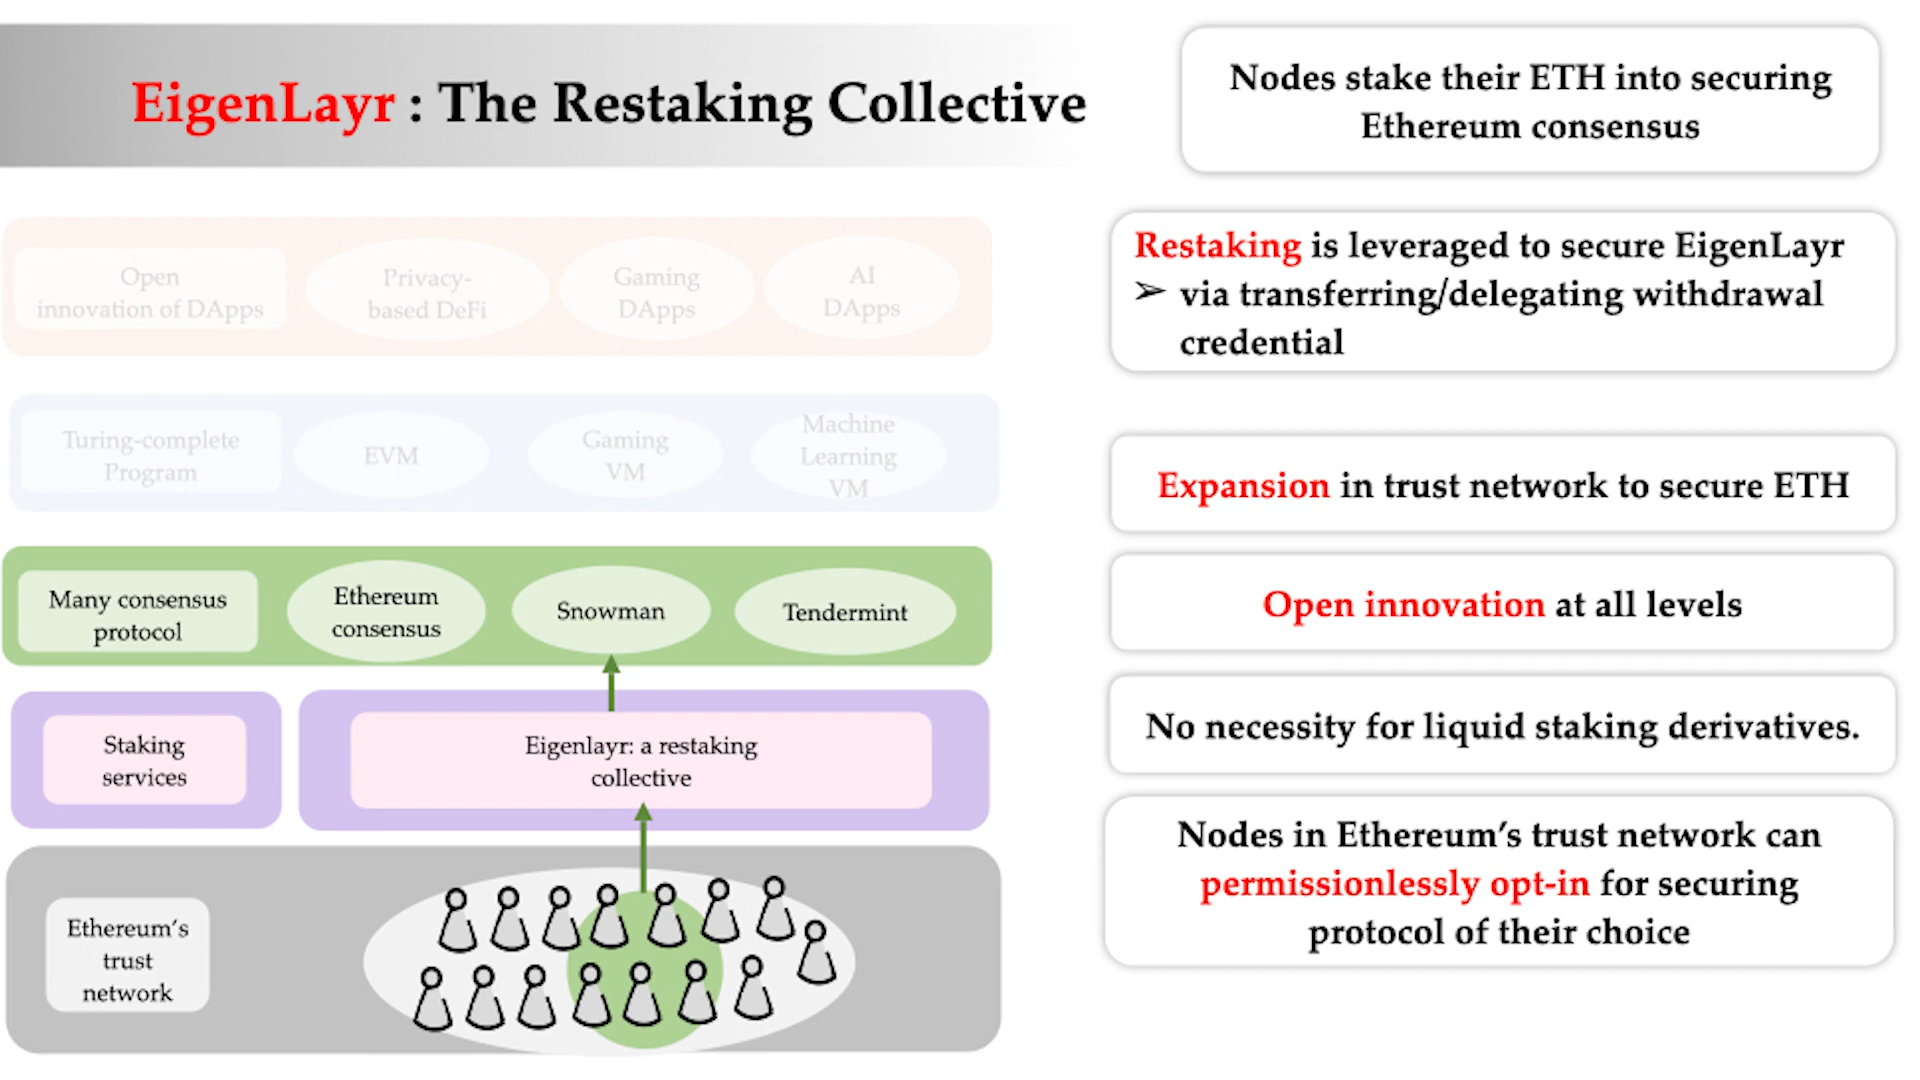 EigenLayr : The Restaking Collective
Nodes stake their ETH into securing
Ethereum consensus
Restaking is leveraged to secure EigenLayr
➢ via transferring/delegating withdrawal
credential
Expansion in trust network to secure ETH
Open innovation at all levels
No necessity for liquid staking derivatives.
Nodes in Ethereum’s trust network can
permissionlessly opt-in for securing
protocol of their choice
Open
innovation of DApps
Privacy-
based DeFi
Gaming
DApps
AI
DApps
Turing-complete
Program
EVM
Gaming
VM
Machine
Learning
VM
Many consensus
protocol
Ethereum
consensus
Snowman
Tendermint
Staking
services
Eigenlayr: a restaking
collective
Ethereum’s
trust
network